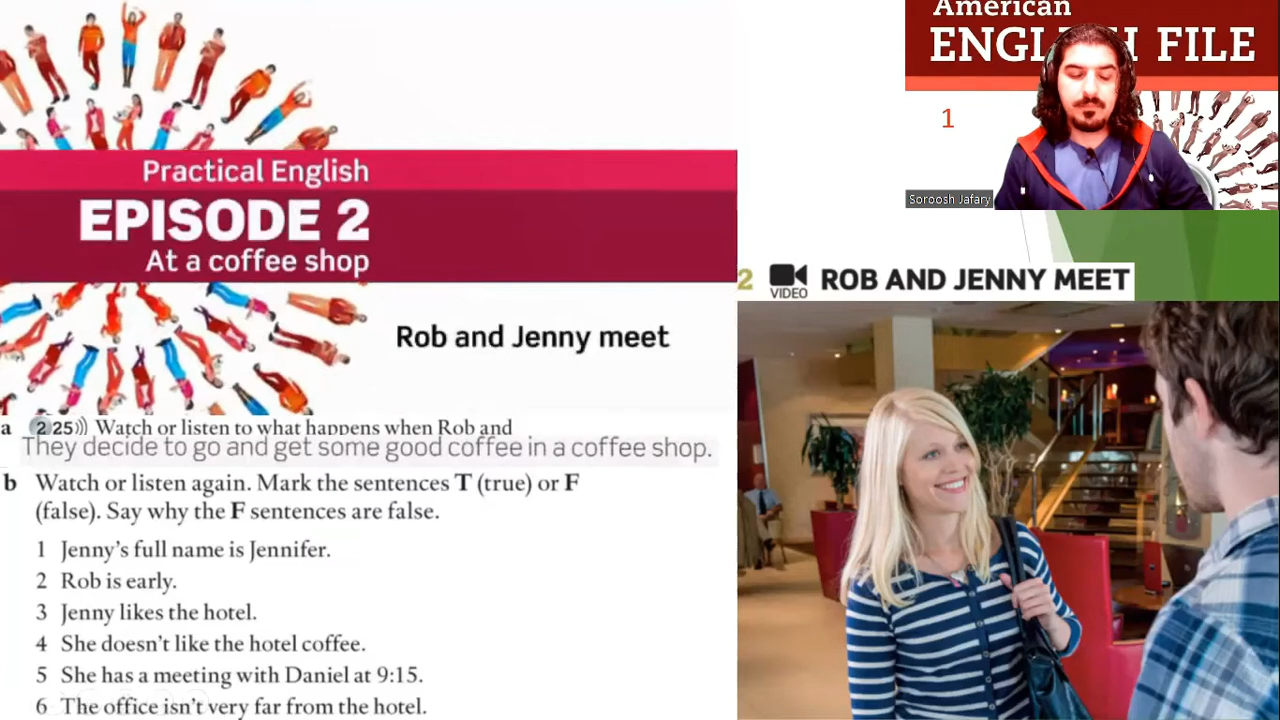 Practical English
EPISODE 2
At a coffee shop
Rob and Jenny meet
a 2 25 Watch or listen to what happens when Rob and
They decide to go and get some good coffee in a coffee shop.
b Watch or listen again. Mark the sentences T (true) or F
(false). Say why the F sentences are false.
1 Jenny's full name is Jennifer.
2 Rob is early.
3 Jenny likes the hotel.
4 She doesn't like the hotel coffee.
5 She has a meeting with Daniel at 9:15.
6 The office isn't very far from the hotel.
American
FILE
1
Soroosh Jafary
2 VIDEO ROB AND JENNY MEET